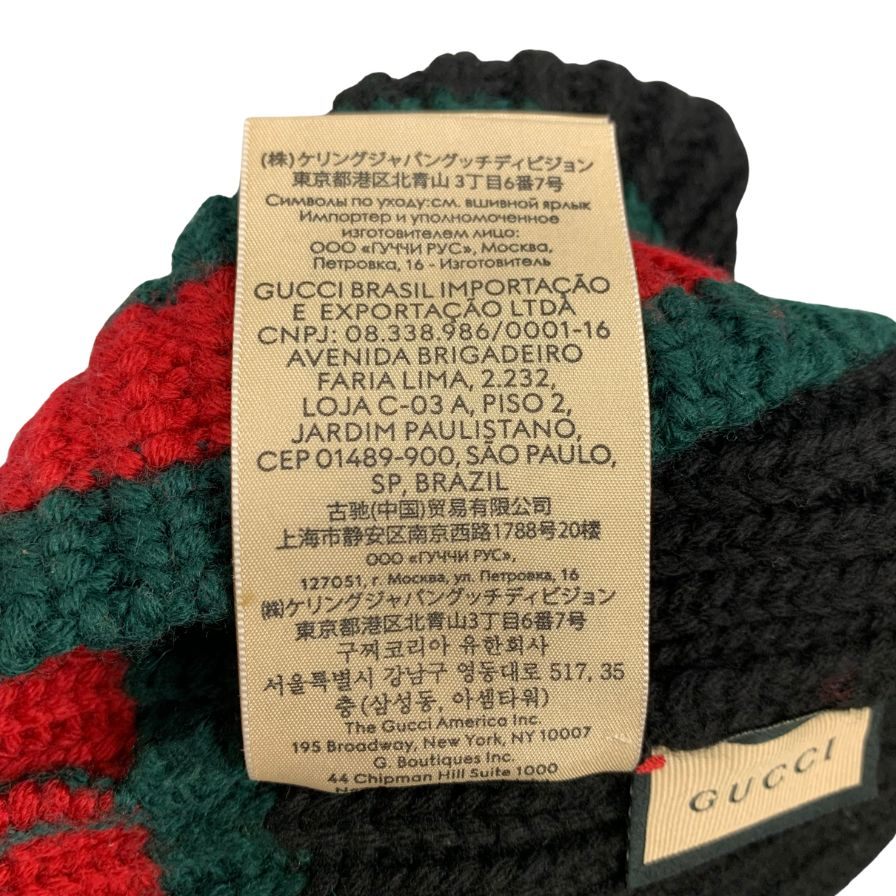 (株)ケリングジャパングッチディビジョン
東京都港区北青山 3丁目6番7号
Символы по уходу:см. вшивной ярлык
Импортер и уполномоченное
изготовителем лицо:
ООО «ГУЧЧИ РУС», Москва,
Петровка, 16 - Изготовитель
GUCCI BRASIL IMPORTAÇÃO
E EXPORTAÇÃO LTDA
CNPJ: 08.338.986/0001-16
AVENIDA BRIGADEIRO
FARIA LIMA, 2.232,
LOJA C-03 A, PISO 2,
JARDIM PAULISTANO,
CEP 01489-900, SÃO PAULO,
SP, BRAZIL
古驰(中国)贸易有限公司
上海市静安区南京西路1788号20楼
ООО «ГУЧЧИ РУС»,
127051, г. Москва, ул. Петровка, 16
(株)ケリングジャパングッチディビジョン
東京都港区北青山3丁目6番7号
구찌코리아 유한회사
서울특별시 강남구 영동대로 517, 35
층 (삼성동, 아셈타워)
The Gucci America Inc.
195 Broadway, New York, NY 10007
G. Boutiques Inc.
44 Chipman Hill Suite 1000
GUCCI